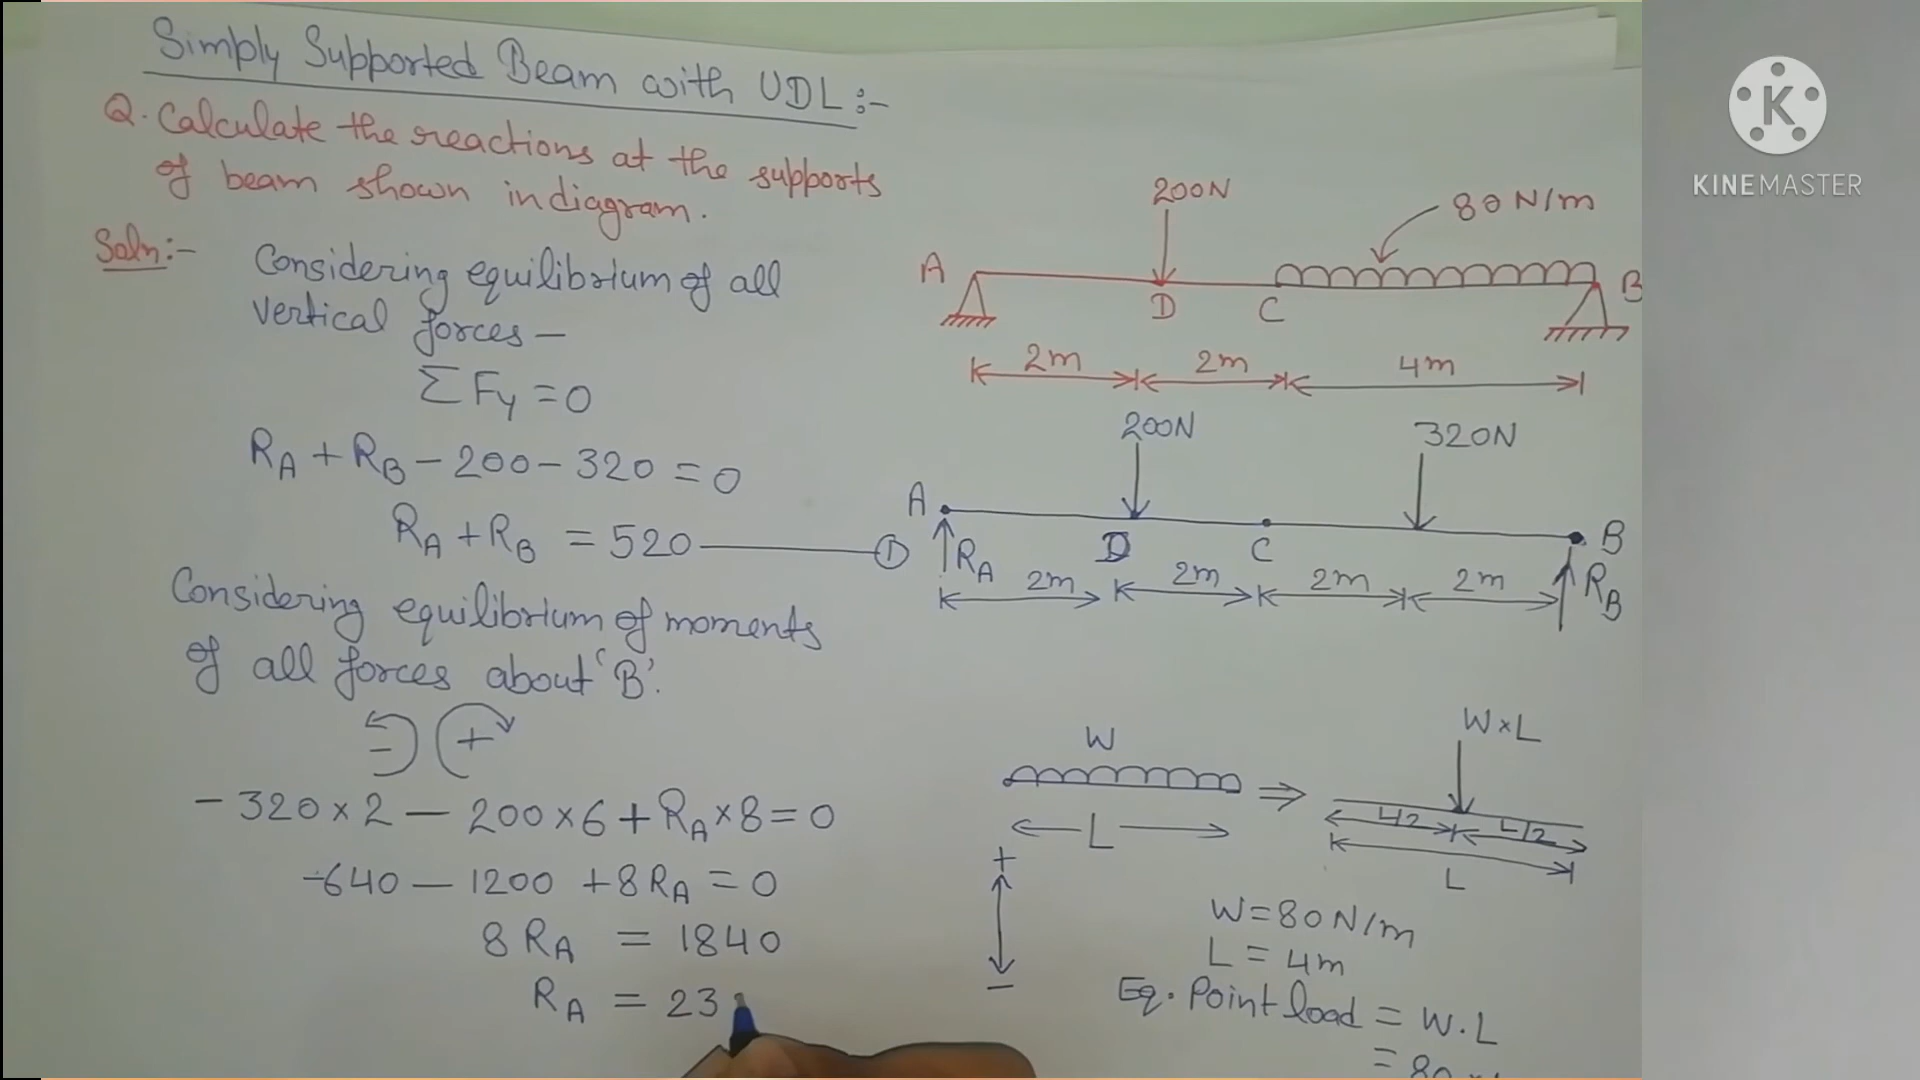 Simply Supported Beam with UDL :-
Q. Calculate the reactions at the supports
of beam shown in diagram.
Soln :-
Considering equilibrium of all
vertical forces —
ΣFy = 0
RA + RB - 200 - 320 = 0
RA + RB = 520 ——— ①
Considering equilibrium of moments
of all forces about 'B'.
- +
- 320 × 2 — 200 × 6 + RA × 8 = 0
-640 — 1200 + 8RA = 0
8 RA = 1840
RA = 23
200N
80 N/m
A
D
C
B
2m 2m 4m
200N 320N
A
D
C
B
RA
RB
2m 2m 2m 2m
W
L
⇒
W×L
L/2 L/2
L
+
-
W = 80 N/m
L = 4m
Eq. Point load = W.L
= 80
KINEMASTER